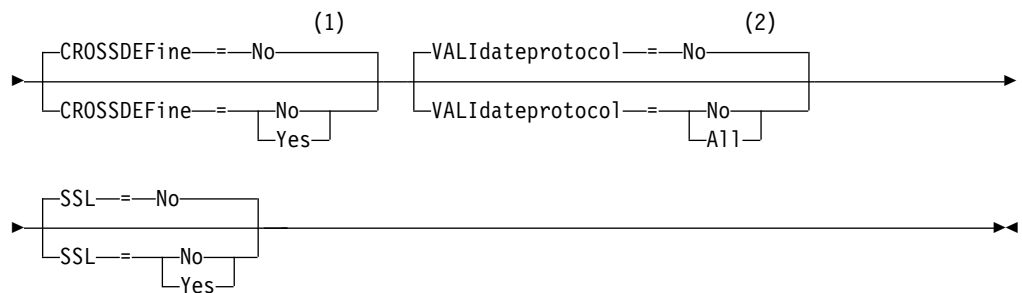 (1) (2)
CROSSDEFine = No VALIdateprotocol = No
CROSSDEFine = No VALIdateprotocol = No
Yes All
SSL = No
SSL = No
Yes